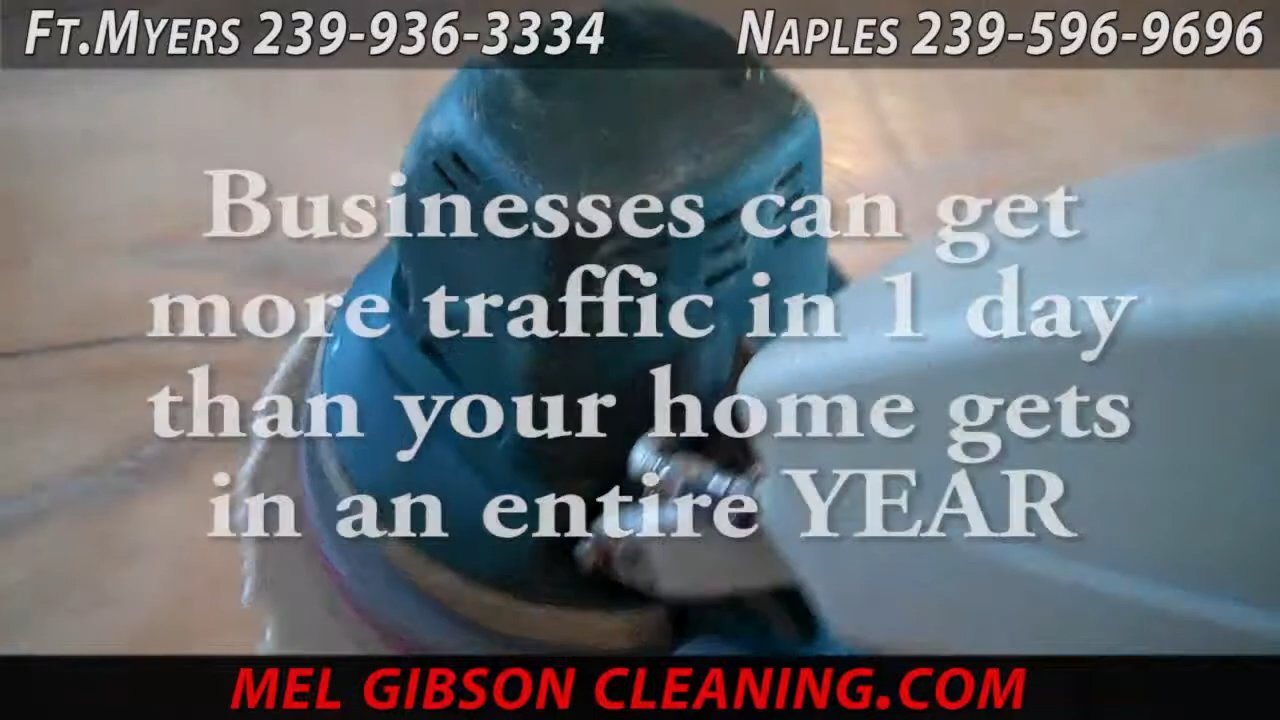 FT.MYERS 239-936-3334 NAPLES 239-596-9696
Businesses can get
more traffic in 1 day
than your home gets
in an entire YEAR
MEL GIBSON CLEANING.COM